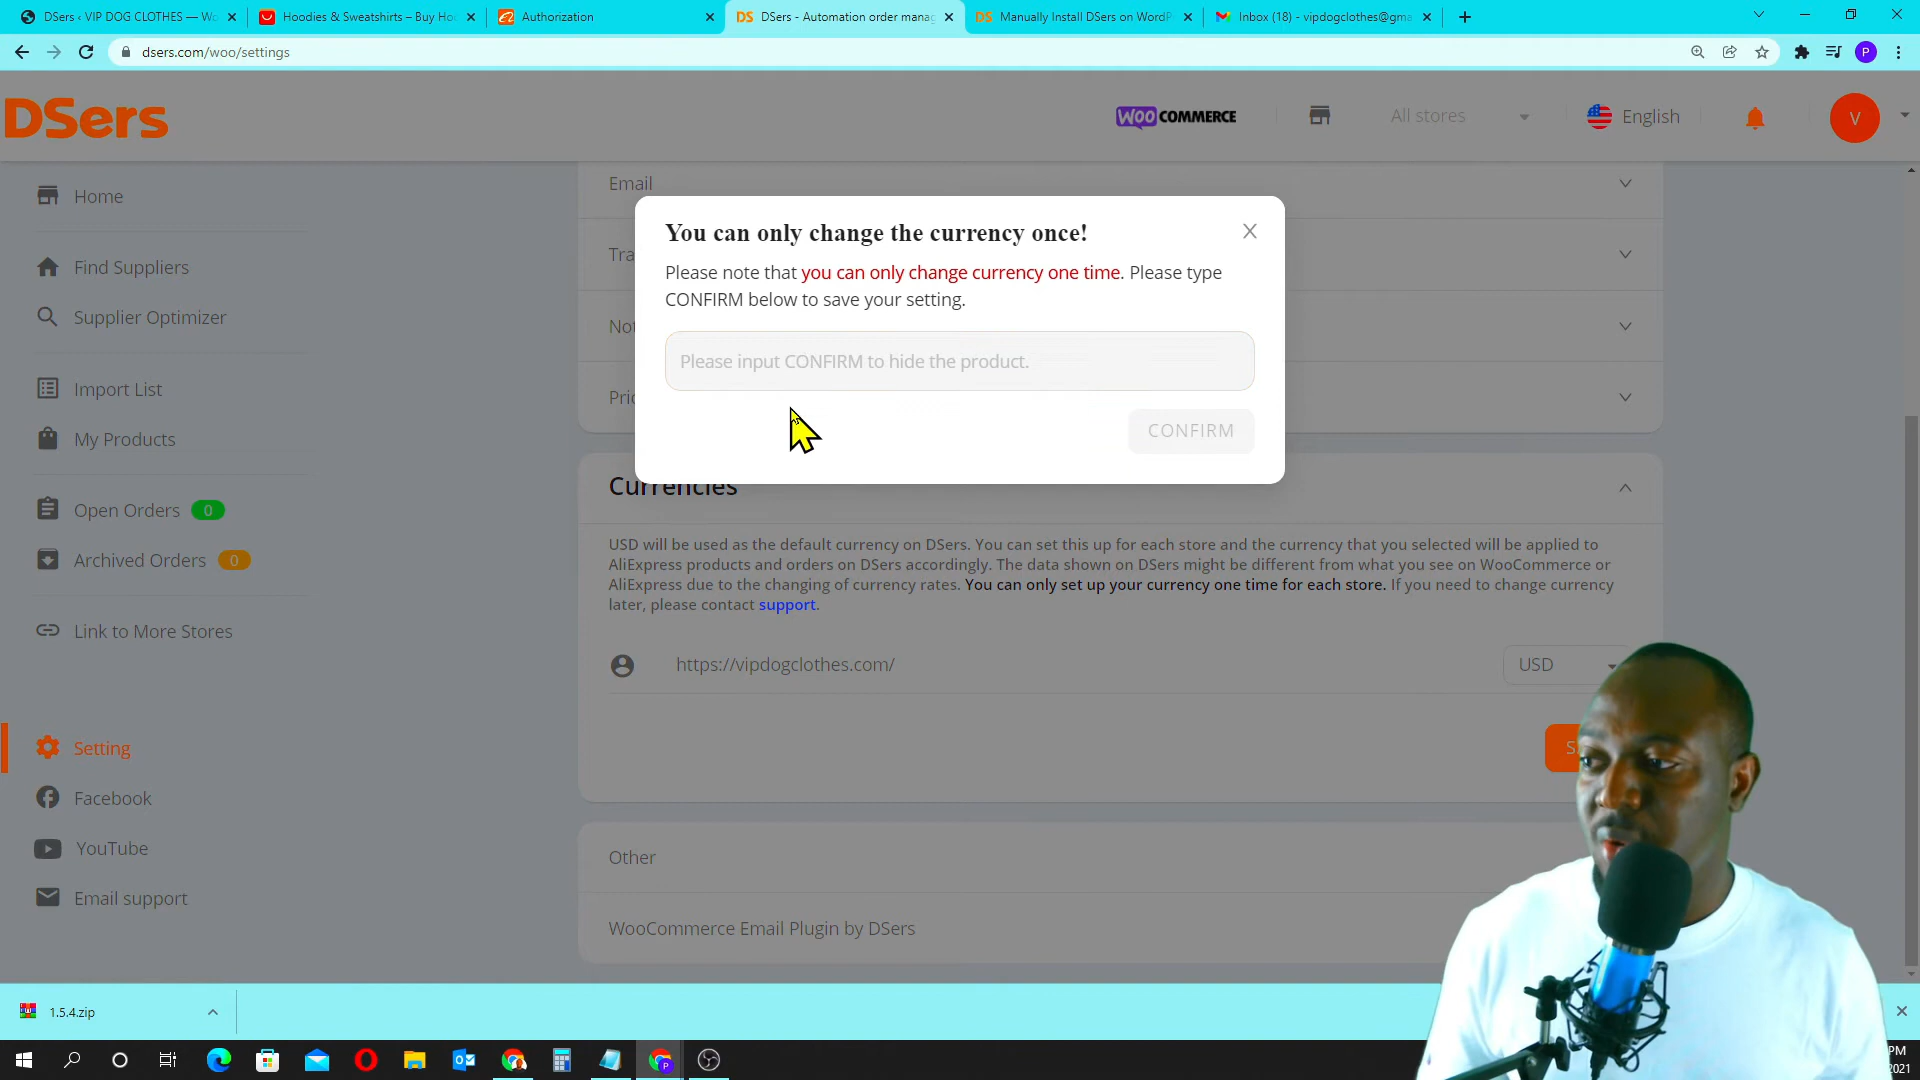 DSers ‹ VIP DOG CLOTHES — Wo
Hoodies & Sweatshirts – Buy Ho
Authorization
DS DSers - Automation order manag
DS Manually Install DSers on WordP
Inbox (18) - vipdogclothes@gma
dsers.com/woo/settings
P
DSers
WOO COMMERCE
All stores
English
V
Home
Find Suppliers
Supplier Optimizer
Import List
My Products
Open Orders 0
Archived Orders 0
Link to More Stores
Setting
Facebook
YouTube
Email support
Email
You can only change the currency once!
Please note that you can only change currency one time. Please type
CONFIRM below to save your setting.
Please input CONFIRM to hide the product.
CONFIRM
Currencies
USD will be used as the default currency on DSers. You can set this up for each store and the currency that you selected will be applied to
AliExpress products and orders on DSers accordingly. The data shown on DSers might be different from what you see on WooCommerce or
AliExpress due to the changing of currency rates. You can only set up your currency one time for each store. If you need to change currency
later, please contact support.
https://vipdogclothes.com/
USD
Other
WooCommerce Email Plugin by DSers
1.5.4.zip
PM
2021